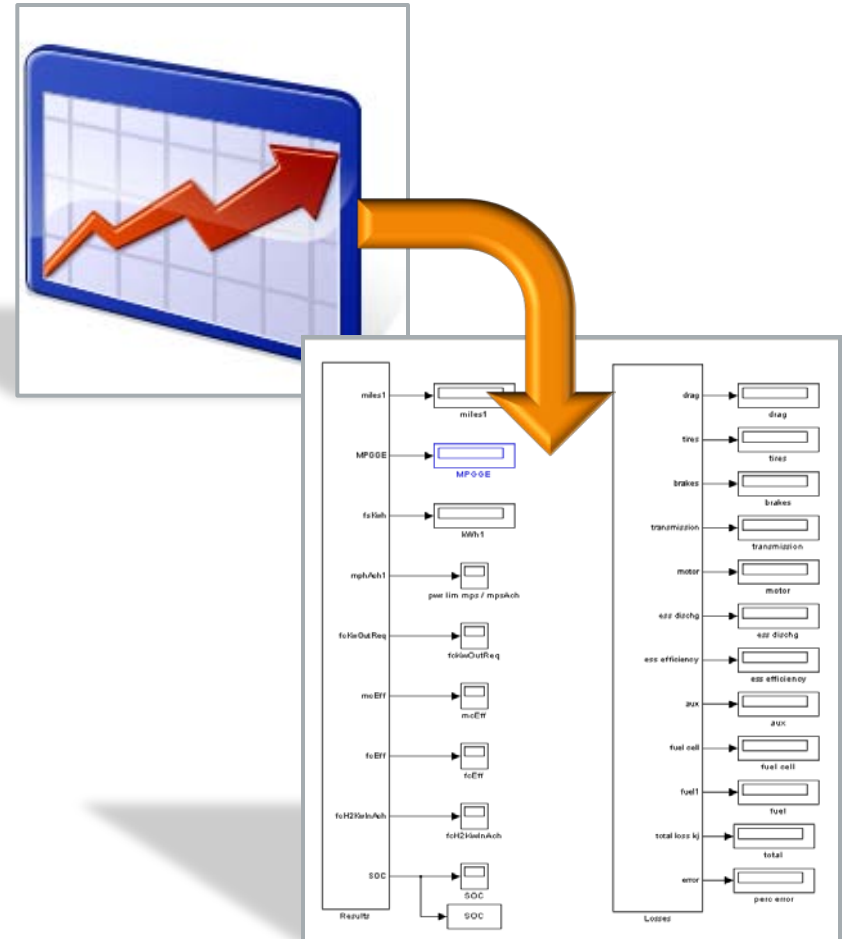 miles1
miles1
MPGGE
MPGGE
fsKwh
kWh1
mphAch1
pwr lim mps / mpsAch
fcKwOutReq
fcKwOutReq
mcEff
mcEff
fcEff
fcEff
fcH2KwInAch
fcH2KwInAch
SOC
SOC
SOC
Results
drag
drag
tires
tires
brakes
brakes
transmission
transmission
motor
motor
ess dischg
ess dischg
ess efficiency
ess efficiency
aux
aux
fuel cell
fuel cell
fuel1
fuel
total loss kj
total
error
perc error
Losses